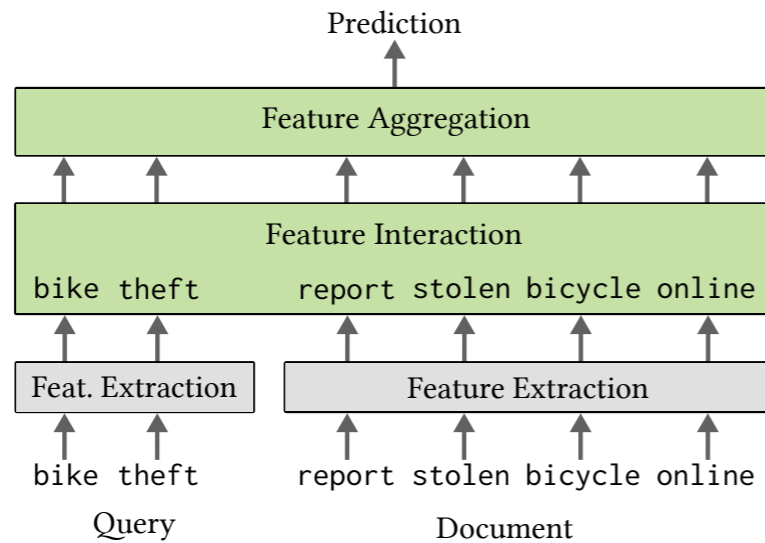 Prediction
Feature Aggregation
Feature Interaction
bike theft report stolen bicycle online
Feat. Extraction Feature Extraction
bike theft report stolen bicycle online
Query Document